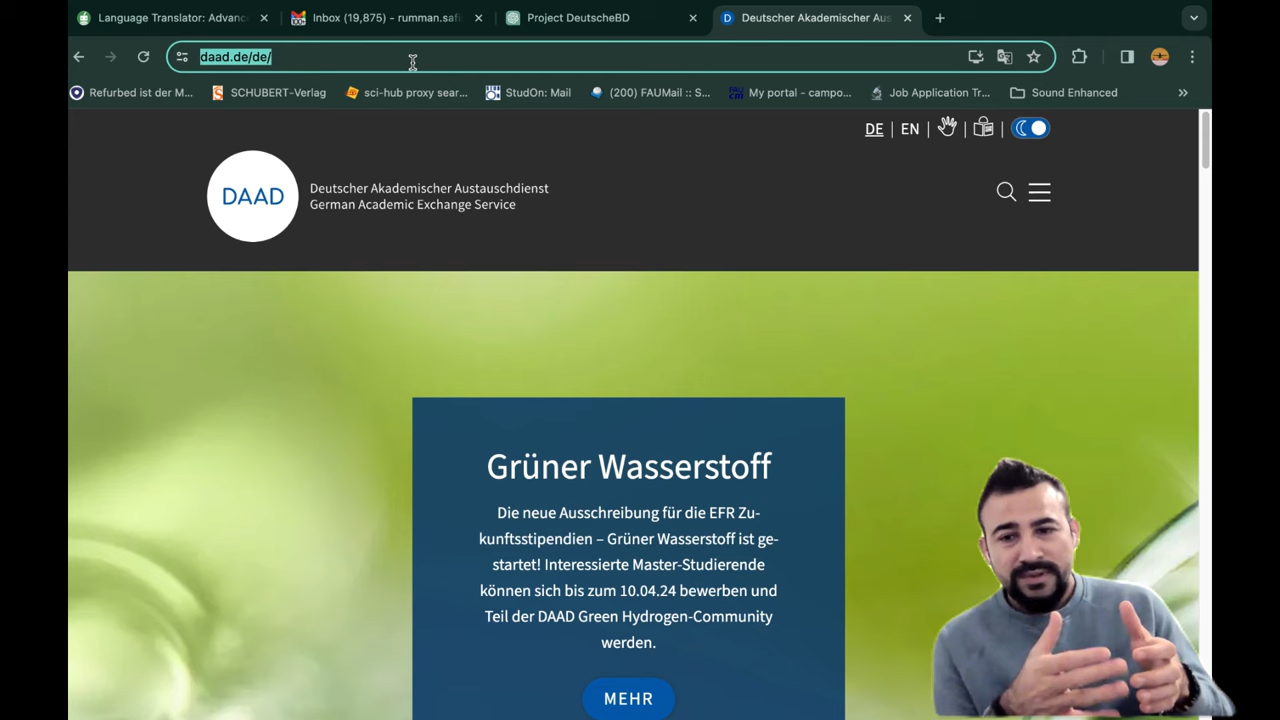 Language Translator: Advanc
Inbox (19,875) - rumman.safi
Project DeutscheBD
Deutscher Akademischer Aus
daad.de/de/
Refurbed ist der M...
SCHUBERT-Verlag
sci-hub proxy sear...
StudOn: Mail
(200) FAUMail :: S...
My portal - campo...
Job Application Tr...
Sound Enhanced
DE | EN | | |
DAAD
Deutscher Akademischer Austauschdienst
German Academic Exchange Service
Grüner Wasserstoff
Die neue Ausschreibung für die EFR Zu-
kunftsstipendien – Grüner Wasserstoff ist ge-
startet! Interessierte Master-Studierende
können sich bis zum 10.04.24 bewerben und
Teil der DAAD Green Hydrogen-Community
werden.
MEHR